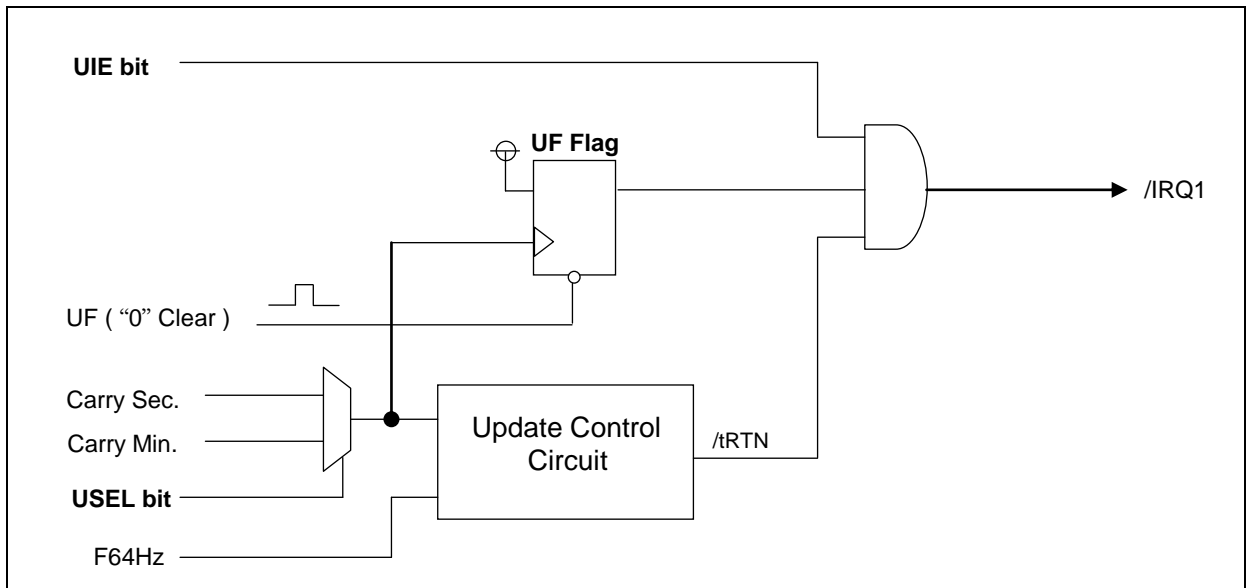 UIE bit
UF Flag
/IRQ1
UF ( “0” Clear )
Carry Sec.
Carry Min.
Update Control
Circuit
/tRTN
USEL bit
F64Hz